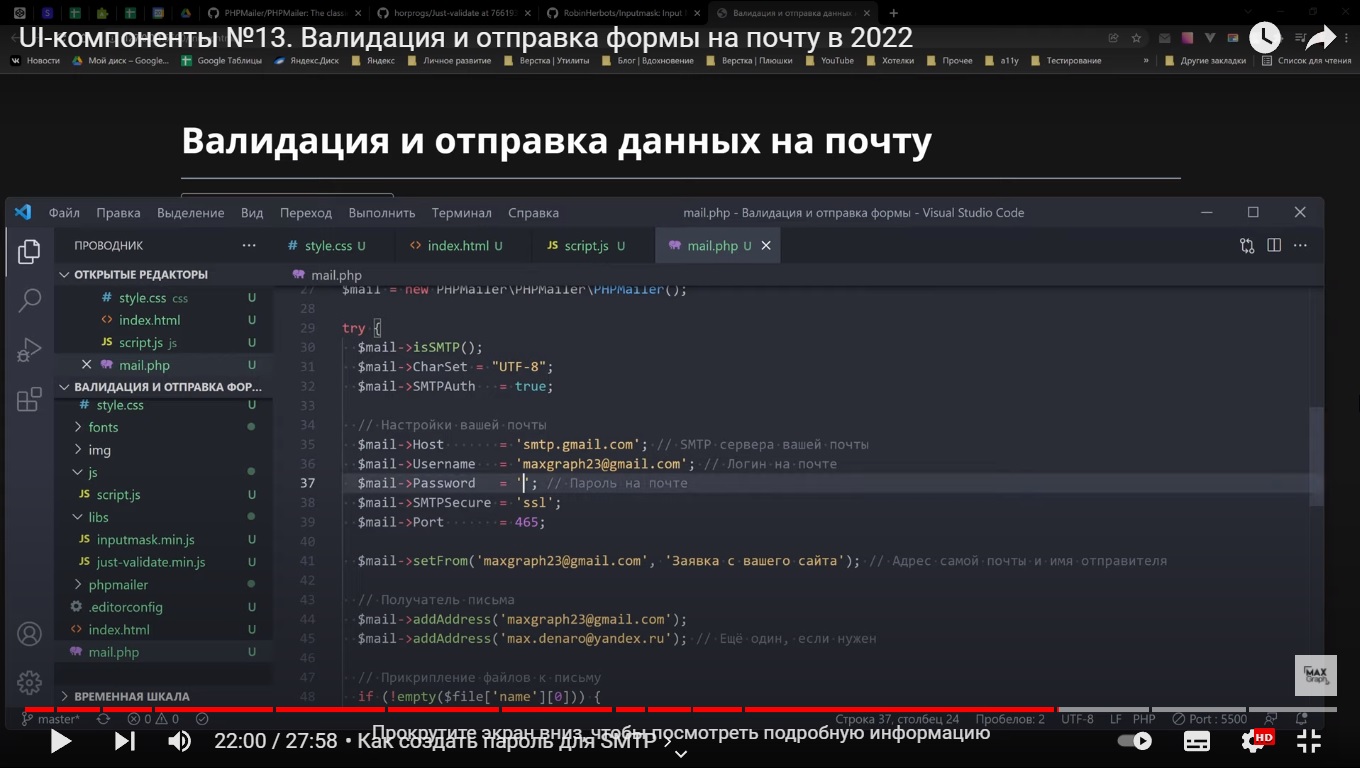 PHPMailer/PHPMailer: The class
horprogs/Just-validate at 76619
RobinHerbots/Inputmask: Input
Валидация и отправка данных
UI-компоненты №13. Валидация и отправка формы на почту в 2022
Новости
Мой диск – Google...
Google Таблицы
Яндекс.Диск
Яндекс
Личное развитие
Верстка | Утилиты
Блог | Вдохновение
Верстка | Плюшки
YouTube
Хотелки
Прочее
a11y
Тестирование
»
Другие закладки
Список для чтения
Валидация и отправка данных на почту
Файл Правка Выделение Вид Переход Выполнить Терминал Справка
mail.php - Валидация и отправка формы - Visual Studio Code
ПРОВОДНИК ...
# style.css U
<> index.html U
JS script.js U
mail.php U
ОТКРЫТЫЕ РЕДАКТОРЫ
# style.css css U
<> index.html U
JS script.js js U
mail.php U
ВАЛИДАЦИЯ И ОТПРАВКА ФОР...
# style.css U
fonts
img
js
JS script.js U
libs
JS inputmask.min.js U
JS just-validate.min.js U
phpmailer
.editorconfig U
<> index.html U
mail.php U
ВРЕМЕННАЯ ШКАЛА
mail.php
27 $mail = new PHPMailer\PHPMailer\PHPMailer();
28
29 try {
30 $mail->isSMTP();
31 $mail->CharSet = "UTF-8";
32 $mail->SMTPAuth = true;
33
34 // Настройки вашей почты
35 $mail->Host = 'smtp.gmail.com'; // SMTP сервера вашей почты
36 $mail->Username = 'maxgraph23@gmail.com'; // Логин на почте
37 $mail->Password = ''; // Пароль на почте
38 $mail->SMTPSecure = 'ssl';
39 $mail->Port = 465;
40
41 $mail->setFrom('maxgraph23@gmail.com', 'Заявка с вашего сайта'); // Адрес самой почты и имя отправителя
42
43 // Получатель письма
44 $mail->addAddress('maxgraph23@gmail.com');
45 $mail->addAddress('max.denaro@yandex.ru'); // Ещё один, если нужен
46
47 // Прикрипление файлов к письму
48 if (!empty($file['name'][0])) {
MAX
Graph
master* 0 0
Строка 37, столбец 24 Пробелов: 2 UTF-8 LF PHP Port : 5500
Прокрутите экран вниз, чтобы посмотреть подробную информацию
22:00 / 27:58 • Как создать пароль для SMTP
HD